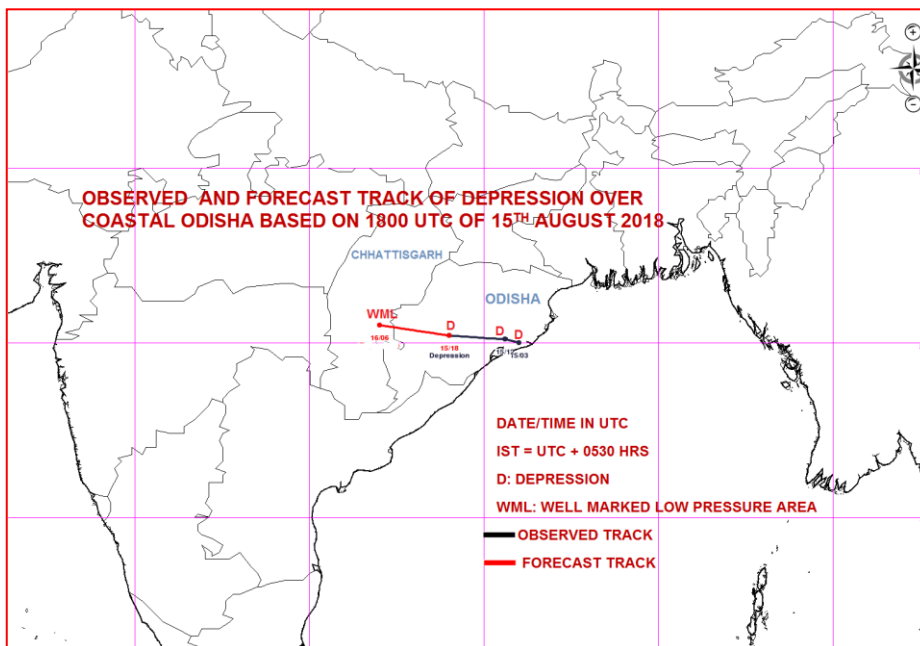 OBSERVED AND FORECAST TRACK OF DEPRESSION OVER
COASTAL ODISHA BASED ON 1800 UTC OF 15TH AUGUST 2018
CHHATTISGARH
ODISHA
WML
D
D D
16/06
15/18
15/03
Depression
DATE/TIME IN UTC
IST = UTC + 0530 HRS
D: DEPRESSION
WML: WELL MARKED LOW PRESSURE AREA
OBSERVED TRACK
FORECAST TRACK